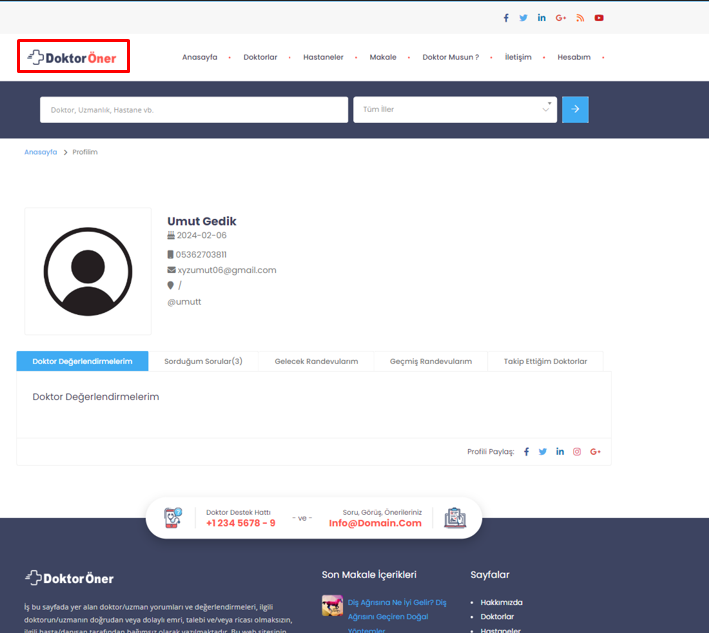 DoktorÖner
Anasayfa
Doktorlar
Hastaneler
Makale
Doktor Musun ?
İletişim
Hesabım
Doktor, Uzmanlık, Hastane vb.
Tüm İller
Anasayfa > Profilim
Umut Gedik
2024-02-06
05362703811
xyzumut06@gmail.com
/
@umutt
Doktor Değerlendirmelerim
Sorduğum Sorular(3)
Gelecek Randevularım
Geçmiş Randevularım
Takip Ettiğim Doktorlar
Doktor Değerlendirmelerim
Profili Paylaş:
Doktor Destek Hattı
+1 234 5678 - 9
- ve -
Soru, Görüş, Önerileriniz
Info@Domain.Com
DoktorÖner
İş bu sayfada yer alan doktor/uzman yorumları ve değerlendirmeleri, ilgili
doktorun/uzmanın doğrudan veya dolaylı emri, talebi ve/veya ricası olmaksızın,
ilgili hasta/danışan tarafından bağımsız olarak yazılmaktadır. Bu web sitesinin
Son Makale İçerikleri
Diş Ağrısına Ne İyi Gelir? Diş
Ağrısını Geçiren Doğal
Yöntemler
Sayfalar
Hakkımızda
Doktorlar
Hastaneler